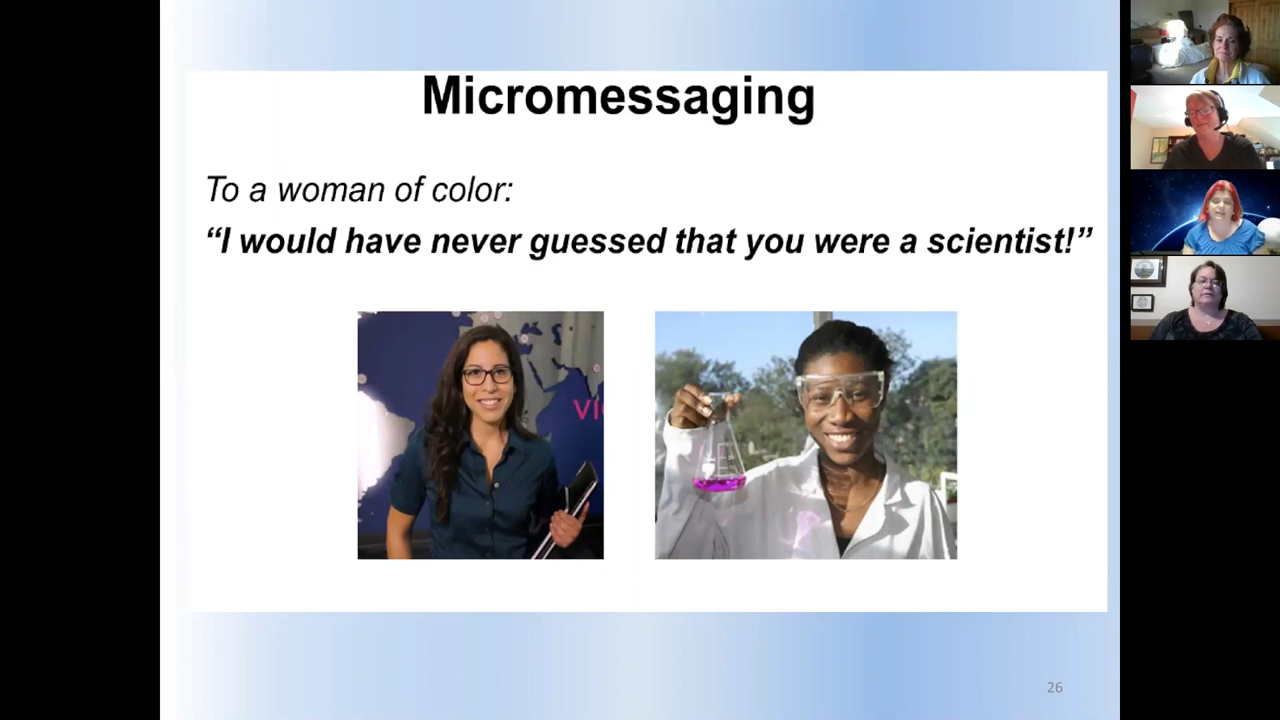 Micromessaging
To a woman of color:
“I would have never guessed that you were a scientist!”
26